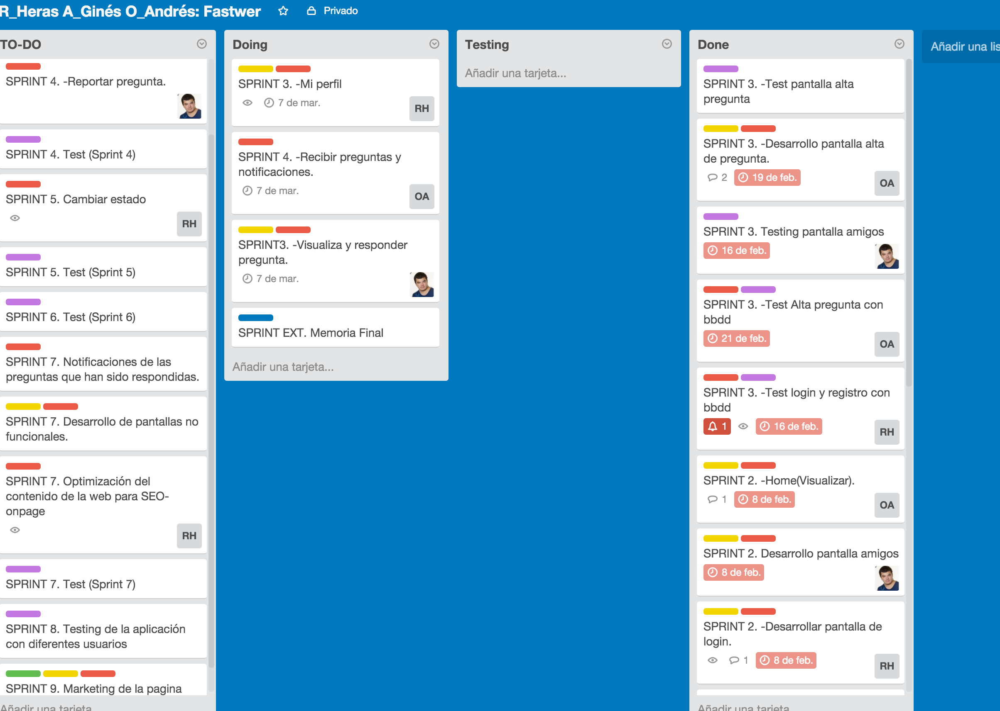 R_Heras A_Ginés O_Andrés: Fastwer
Privado
TO-DO
SPRINT 4. -Reportar pregunta.
SPRINT 4. Test (Sprint 4)
SPRINT 5. Cambiar estado
RH
SPRINT 5. Test (Sprint 5)
SPRINT 6. Test (Sprint 6)
SPRINT 7. Notificaciones de las
preguntas que han sido respondidas.
SPRINT 7. Desarrollo de pantallas no
funcionales.
SPRINT 7. Optimización del
contenido de la web para SEO-
onpage
RH
SPRINT 7. Test (Sprint 7)
SPRINT 8. Testing de la aplicación
con diferentes usuarios
SPRINT 9. Marketing de la pagina
Añadir una tarjeta
Doing
SPRINT 3. -Mi perfil
7 de mar.
RH
SPRINT 4. -Recibir preguntas y
notificaciones.
7 de mar.
OA
SPRINT3. -Visualiza y responder
pregunta.
7 de mar.
SPRINT EXT. Memoria Final
Añadir una tarjeta...
Testing
Añadir una tarjeta...
Done
SPRINT 3. -Test pantalla alta
pregunta
SPRINT 3. -Desarrollo pantalla alta
de pregunta.
2 19 de feb.
OA
SPRINT 3. Testing pantalla amigos
16 de feb.
SPRINT 3. -Test Alta pregunta con
bbdd
21 de feb.
OA
SPRINT 3. -Test login y registro con
bbdd
1 16 de feb.
RH
SPRINT 2. -Home(Visualizar).
1 8 de feb.
OA
SPRINT 2. Desarrollo pantalla amigos
8 de feb.
SPRINT 2. -Desarrollar pantalla de
login.
1 8 de feb.
RH
Añadir una tarjeta
Añadir una lis